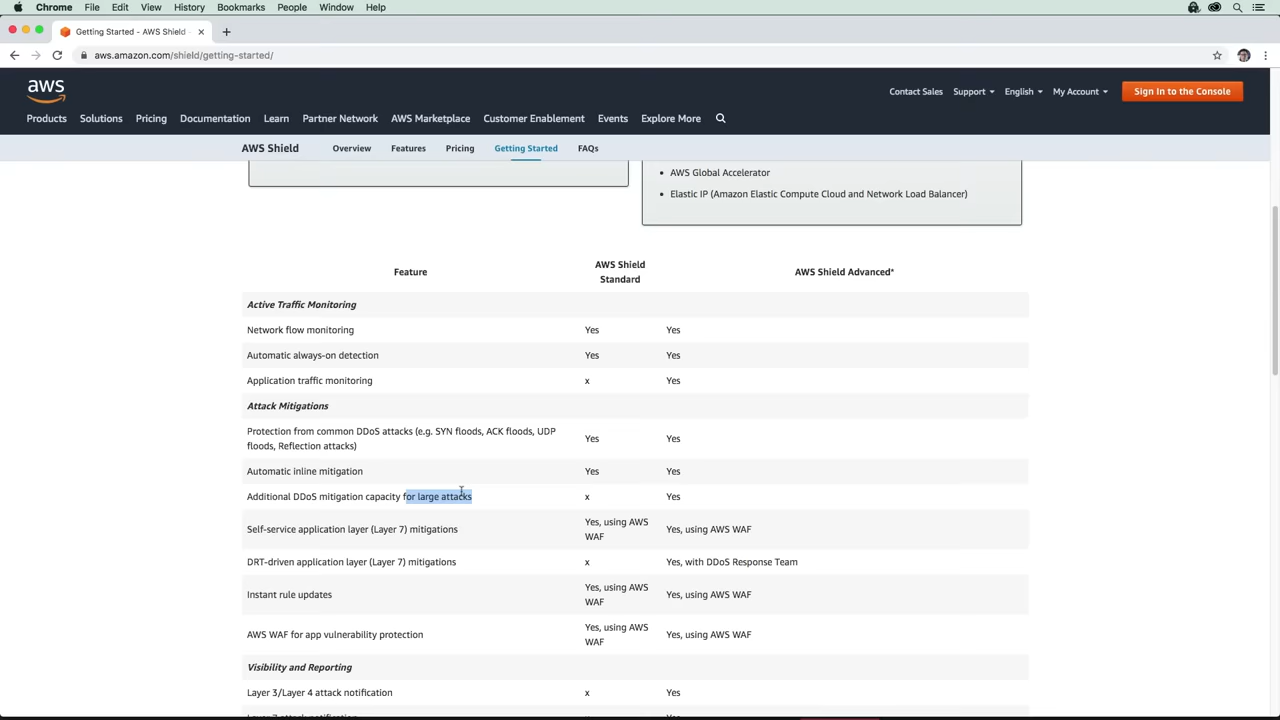 Chrome File Edit View History Bookmarks People Window Help
Getting Started - AWS Shield
aws.amazon.com/shield/getting-started/
aws
Contact Sales Support English My Account Sign In to the Console
Products Solutions Pricing Documentation Learn Partner Network AWS Marketplace Customer Enablement Events Explore More
AWS Shield Overview Features Pricing Getting Started FAQs
• AWS Global Accelerator
• Elastic IP (Amazon Elastic Compute Cloud and Network Load Balancer)
Feature AWS Shield Standard AWS Shield Advanced*
Active Traffic Monitoring
Network flow monitoring Yes Yes
Automatic always-on detection Yes Yes
Application traffic monitoring x Yes
Attack Mitigations
Protection from common DDoS attacks (e.g. SYN floods, ACK floods, UDP
floods, Reflection attacks) Yes Yes
Automatic inline mitigation Yes Yes
Additional DDoS mitigation capacity for large attacks x Yes
Self-service application layer (Layer 7) mitigations Yes, using AWS WAF Yes, using AWS WAF
DRT-driven application layer (Layer 7) mitigations x Yes, with DDoS Response Team
Instant rule updates Yes, using AWS WAF Yes, using AWS WAF
AWS WAF for app vulnerability protection Yes, using AWS WAF Yes, using AWS WAF
Visibility and Reporting
Layer 3/Layer 4 attack notification x Yes